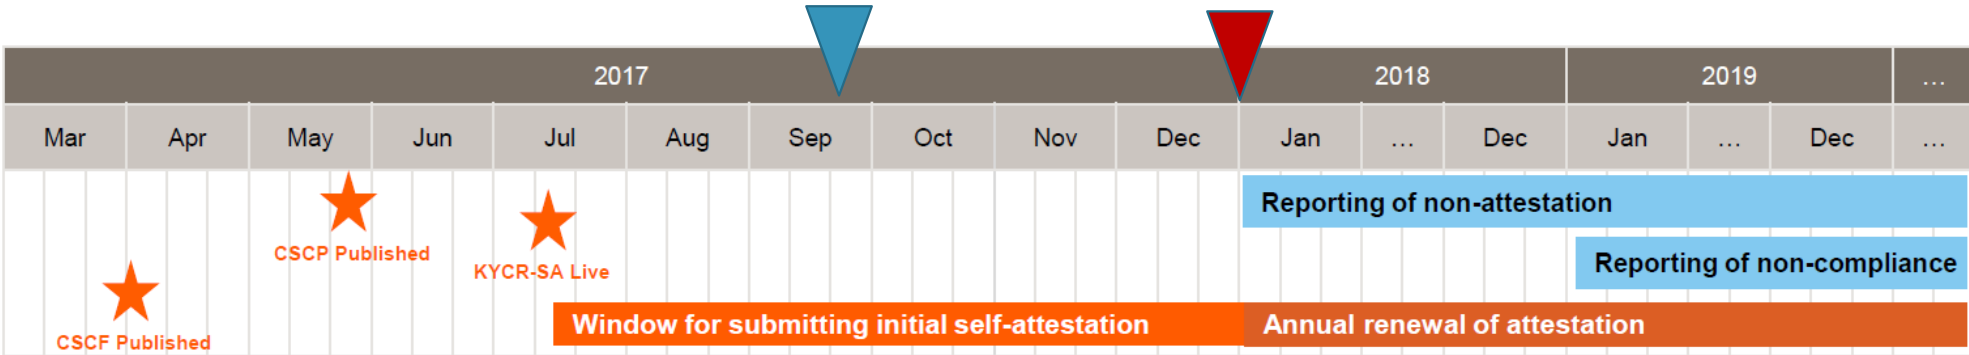 2017 2018 2019 ...
Mar Apr May Jun Jul Aug Sep Oct Nov Dec Jan ... Dec Jan ... Dec ...
Reporting of non-attestation
CSCP Published
KYCR-SA Live
Reporting of non-compliance
Window for submitting initial self-attestation
Annual renewal of attestation
CSCF Published